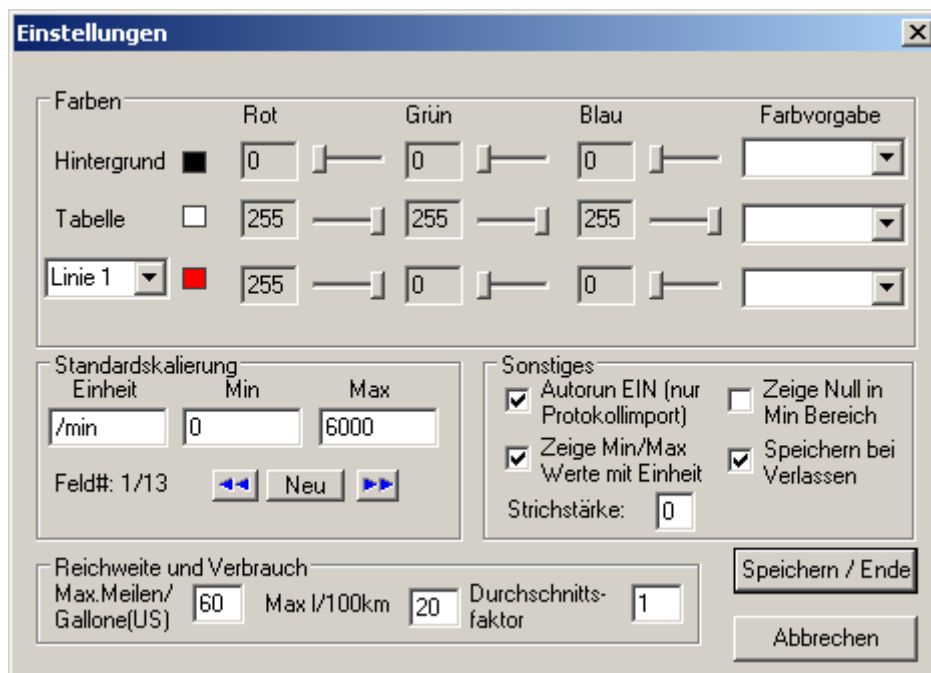 Einstellungen
Farben
Rot Grün Blau Farbvorgabe
Hintergrund 0 0 0
Tabelle 255 255 255
Linie 1 255 0 0
Standardskalierung
Einheit Min Max
/min 0 6000
Feld#: 1/13 Neu
Sonstiges
Autorun EIN (nur
Protokollimport)
Zeige Null in
Min Bereich
Zeige Min/Max
Werte mit Einheit
Speichern bei
Verlassen
Strichstärke: 0
Reichweite und Verbrauch
Max.Meilen/
Gallone(US) 60
Max l/100km 20
Durchschnitts-
faktor 1
Speichern / Ende
Abbrechen